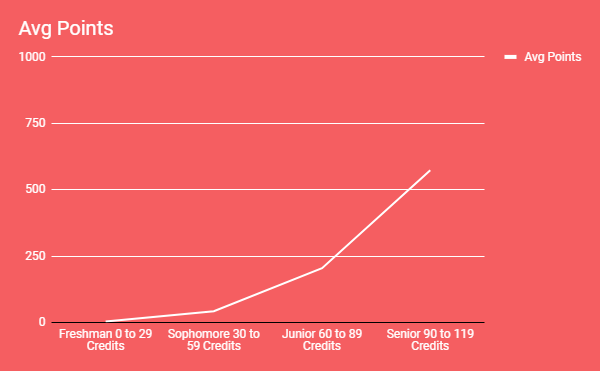 Avg Points
1000
Avg Points
750
500
250
0
Freshman 0 to 29
Credits
Sophomore 30 to
59 Credits
Junior 60 to 89
Credits
Senior 90 to 119
Credits